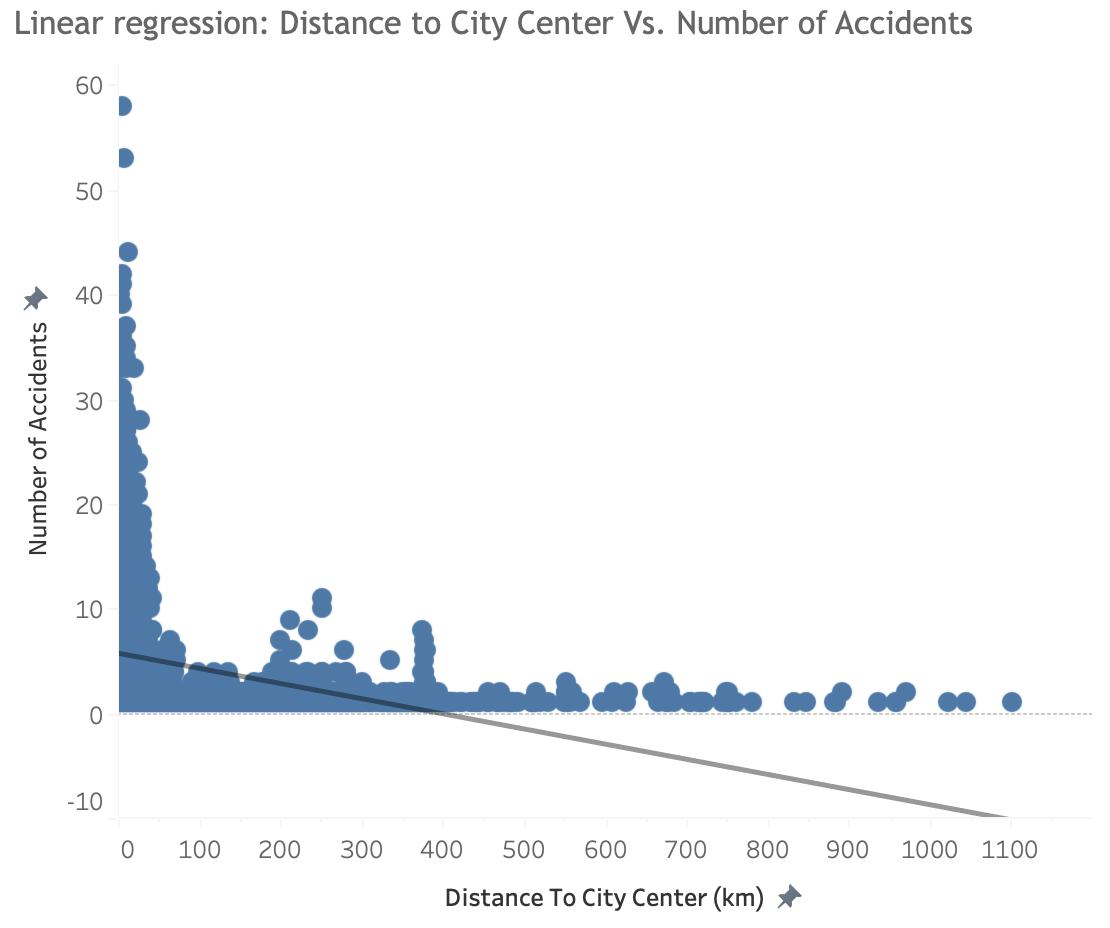 Linear regression: Distance to City Center Vs. Number of Accidents
60
50
40
30
20
10
0
-10
Number of Accidents
0 100 200 300 400 500 600 700 800 900 1000 1100
Distance To City Center (km)